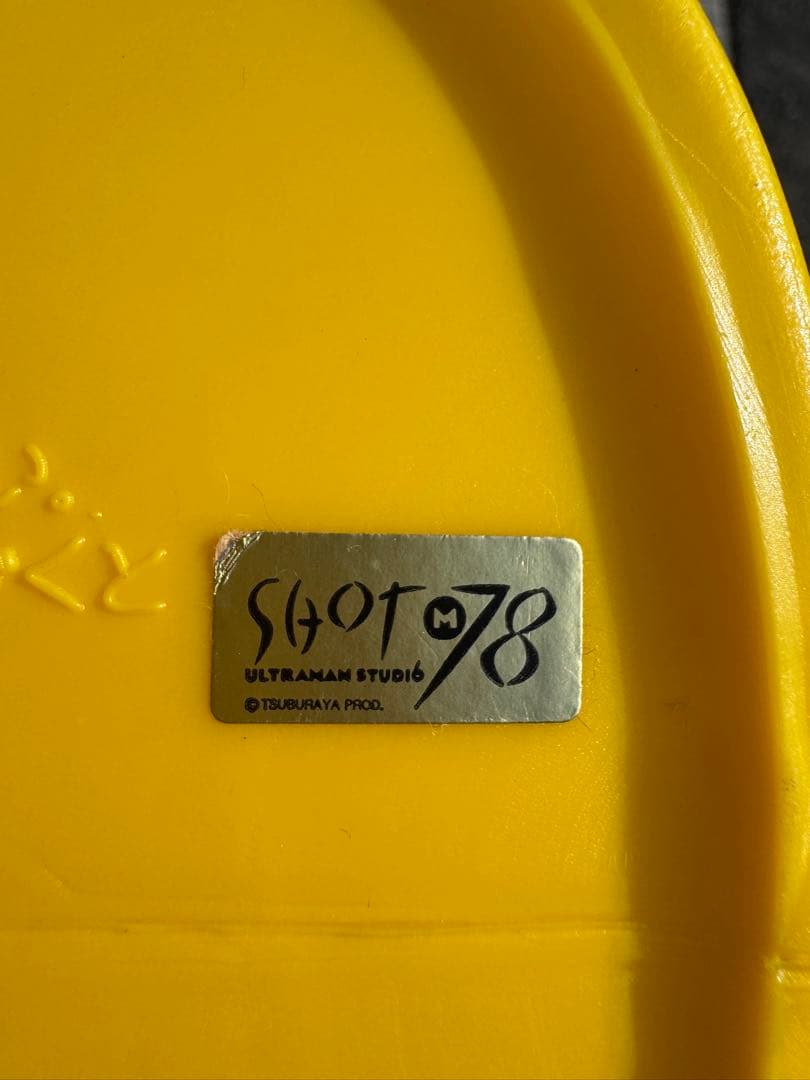 SHOT M78
ULTRAMAN STUDIO
© TSUBURAYA PROD.